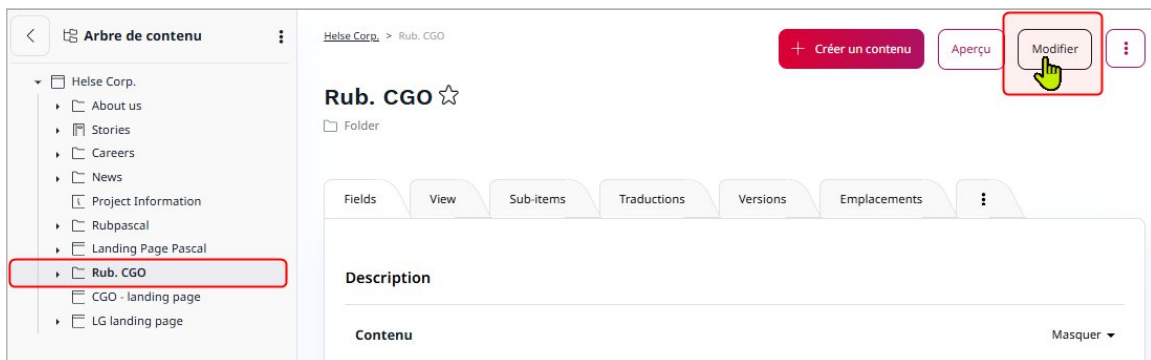 Arbre de contenu
Helse Corp.
About us
Stories
Careers
News
Project Information
Rubpascal
Landing Page Pascal
Rub. CGO
CGO - landing page
LG landing page
Helse Corp. > Rub. CGO
+ Créer un contenu
Aperçu
Modifier
Rub. CGO
Folder
Fields View Sub-items Traductions Versions Emplacements
Description
Contenu
Masquer